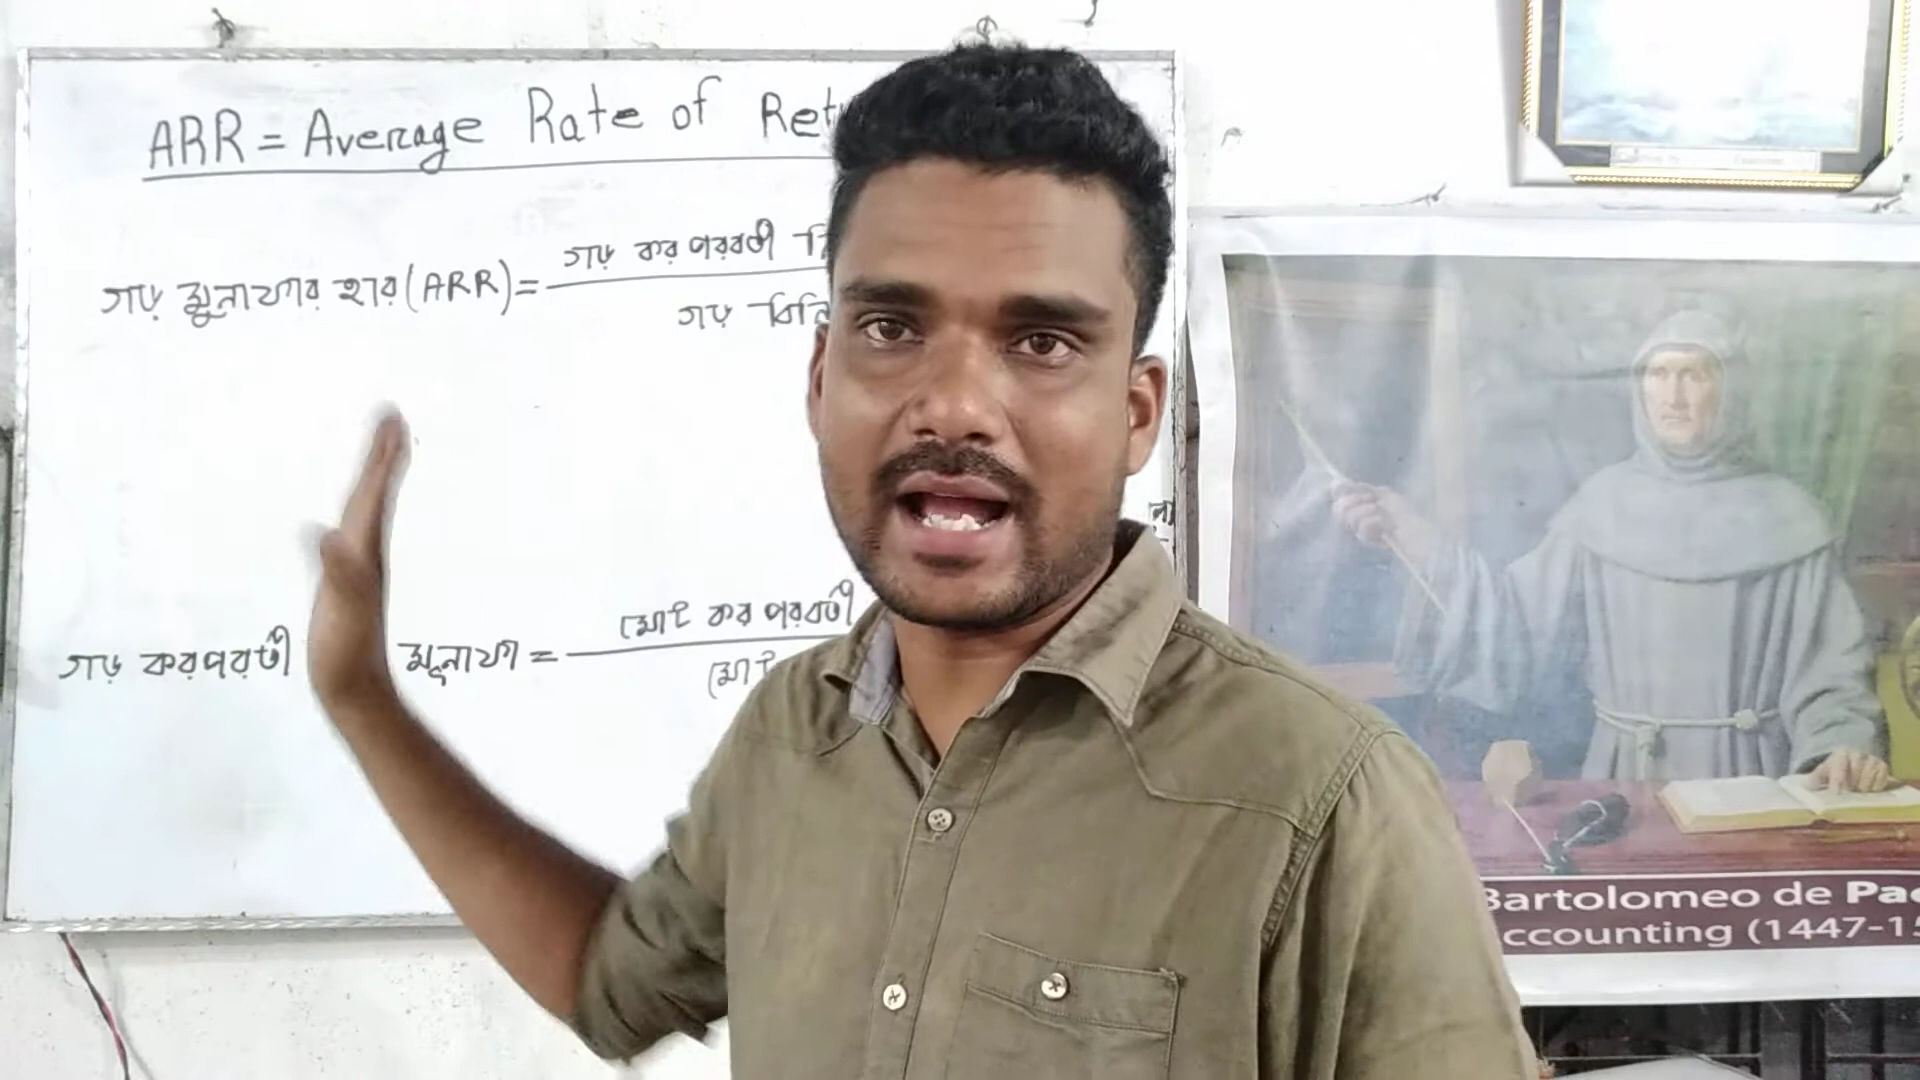 ARR = Average Rate of Ret
গড় মুনাফার হার (ARR) =
গড় কর পরবর্তী
গড় বিনি
গড় করপরবর্তী মুনাফা =
মোট কর পরবর্তী
মোট
Bartolomeo de Pac
ccounting (1447-15